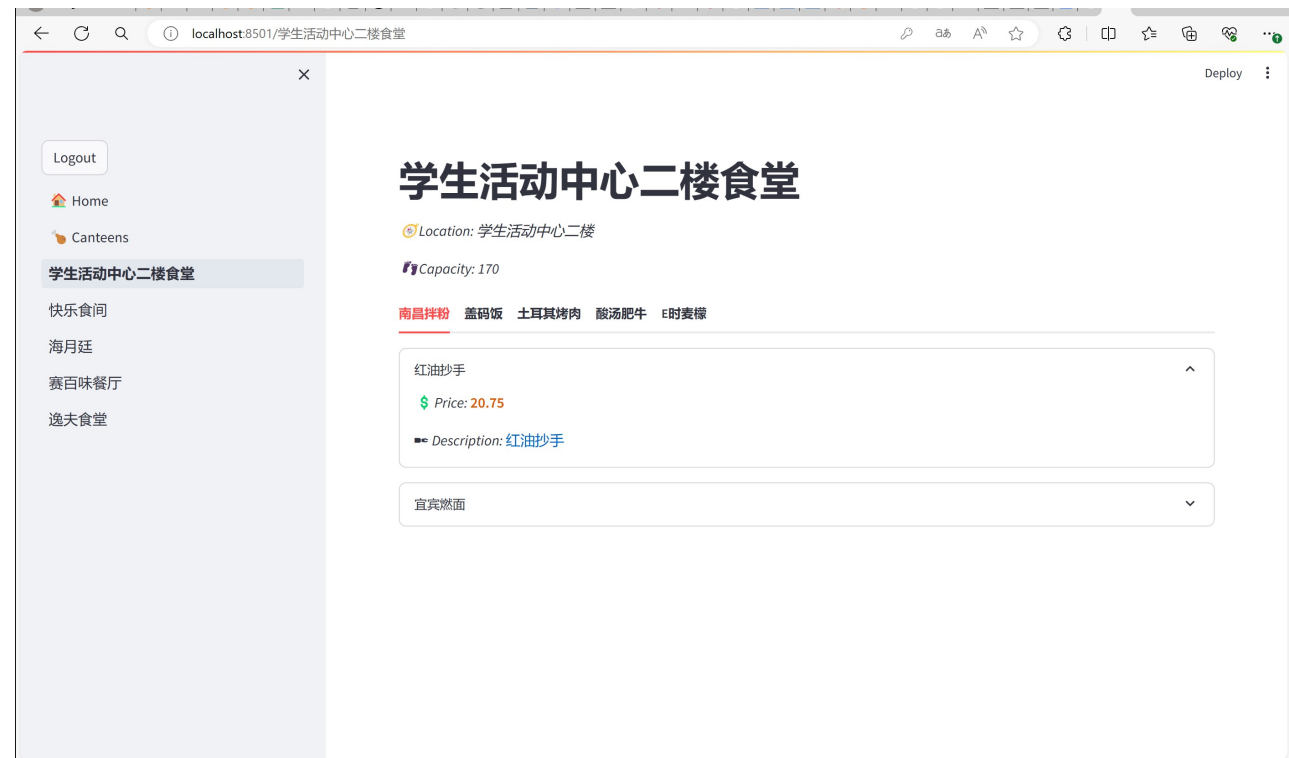 localhost:8501/学生活动中心二楼食堂
Deploy
Logout
Home
Canteens
学生活动中心二楼食堂
快乐食间
海月廷
赛百味餐厅
逸夫食堂
学生活动中心二楼食堂
Location: 学生活动中心二楼
Capacity: 170
南昌拌粉 盖码饭 土耳其烤肉 酸汤肥牛 E时麦檬
红油抄手
Price: 20.75
Description: 红油抄手
宜宾燃面